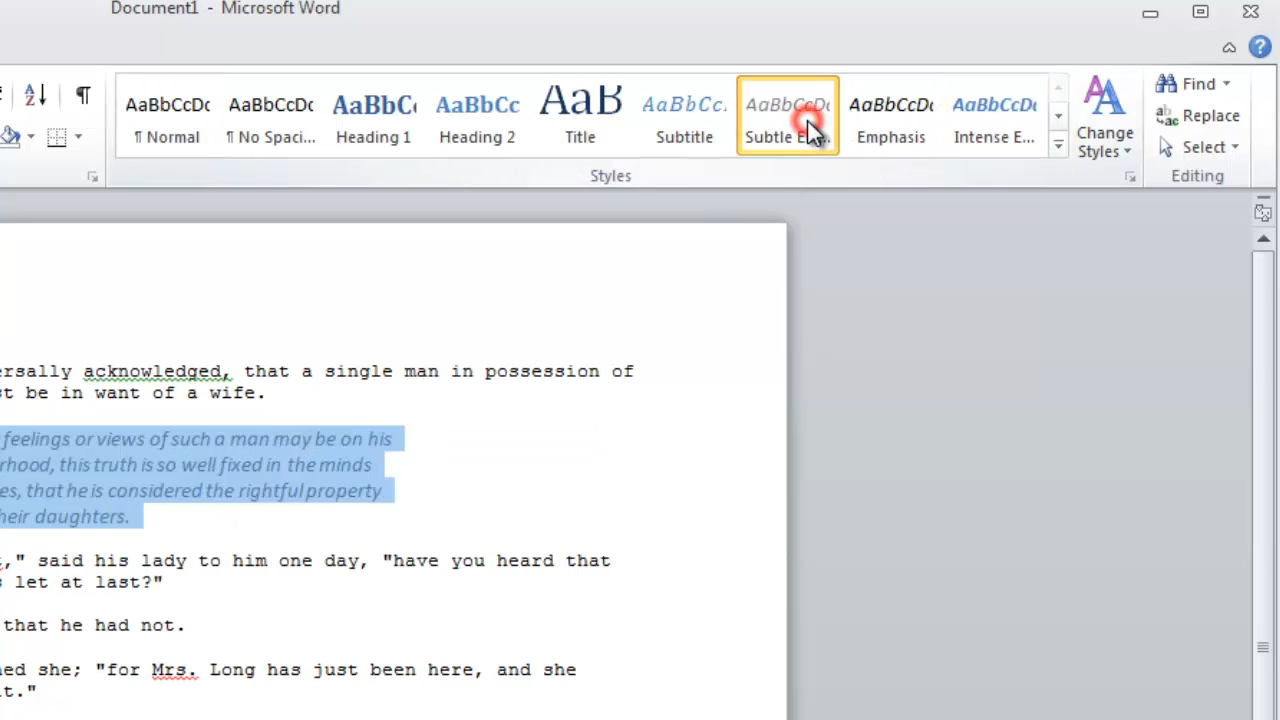 Document1 - Microsoft Word
AaBbCcDc AaBbCcDc AaBbC AaBbCc AaB AaBbCc. AaBbCcDc AaBbCcDc AaBbCcDc
¶ Normal ¶ No Spaci... Heading 1 Heading 2 Title Subtitle Subtle E... Emphasis Intense E...
Change
Styles
Find
Replace
Select
Styles
Editing
ersally acknowledged, that a single man in possession of
st be in want of a wife.
feelings or views of such a man may be on his
rhood, this truth is so well fixed in the minds
es, that he is considered the rightful property
heir daughters.
," said his lady to him one day, "have you heard that
s let at last?"
that he had not.
ned she; "for Mrs. Long has just been here, and she
t."